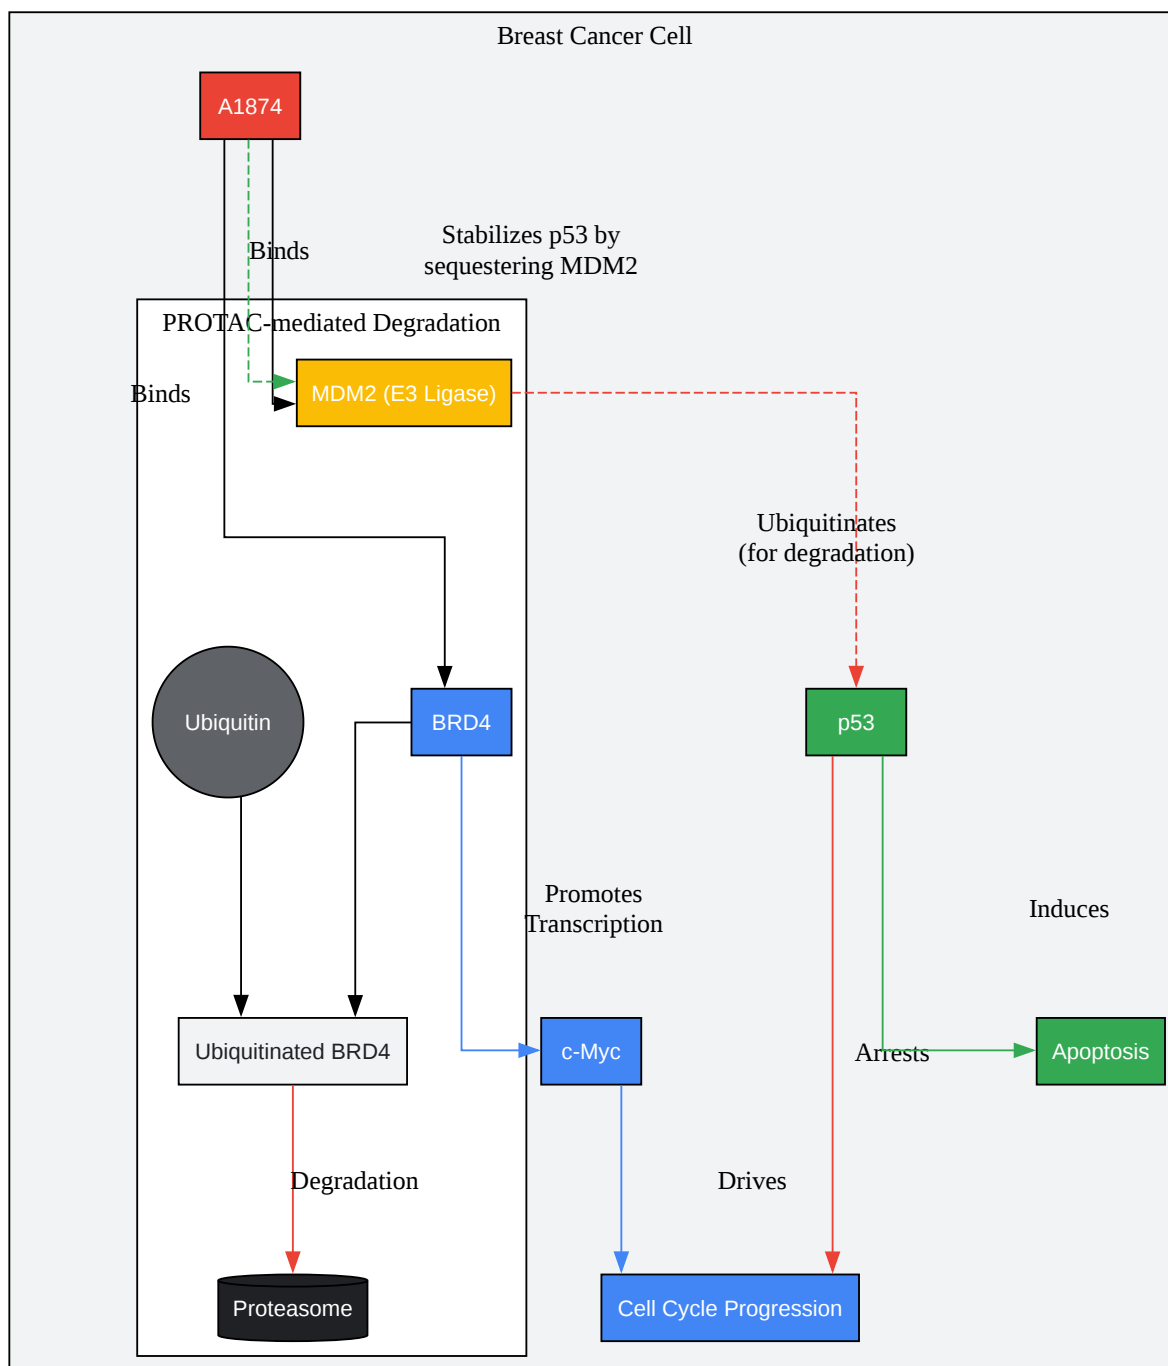 Breast Cancer Cell
A1874
Stabilizes p53 by
sequestering MDM2
Binds
PROTAC-mediated Degradation
Binds
MDM2 (E3 Ligase)
Ubiquitinates
(for degradation)
Ubiquitin
BRD4
p53
Promotes
Transcription
Induces
Ubiquitinated BRD4
c-Myc
Arrests
Apoptosis
Degradation
Drives
Proteasome
Cell Cycle Progression